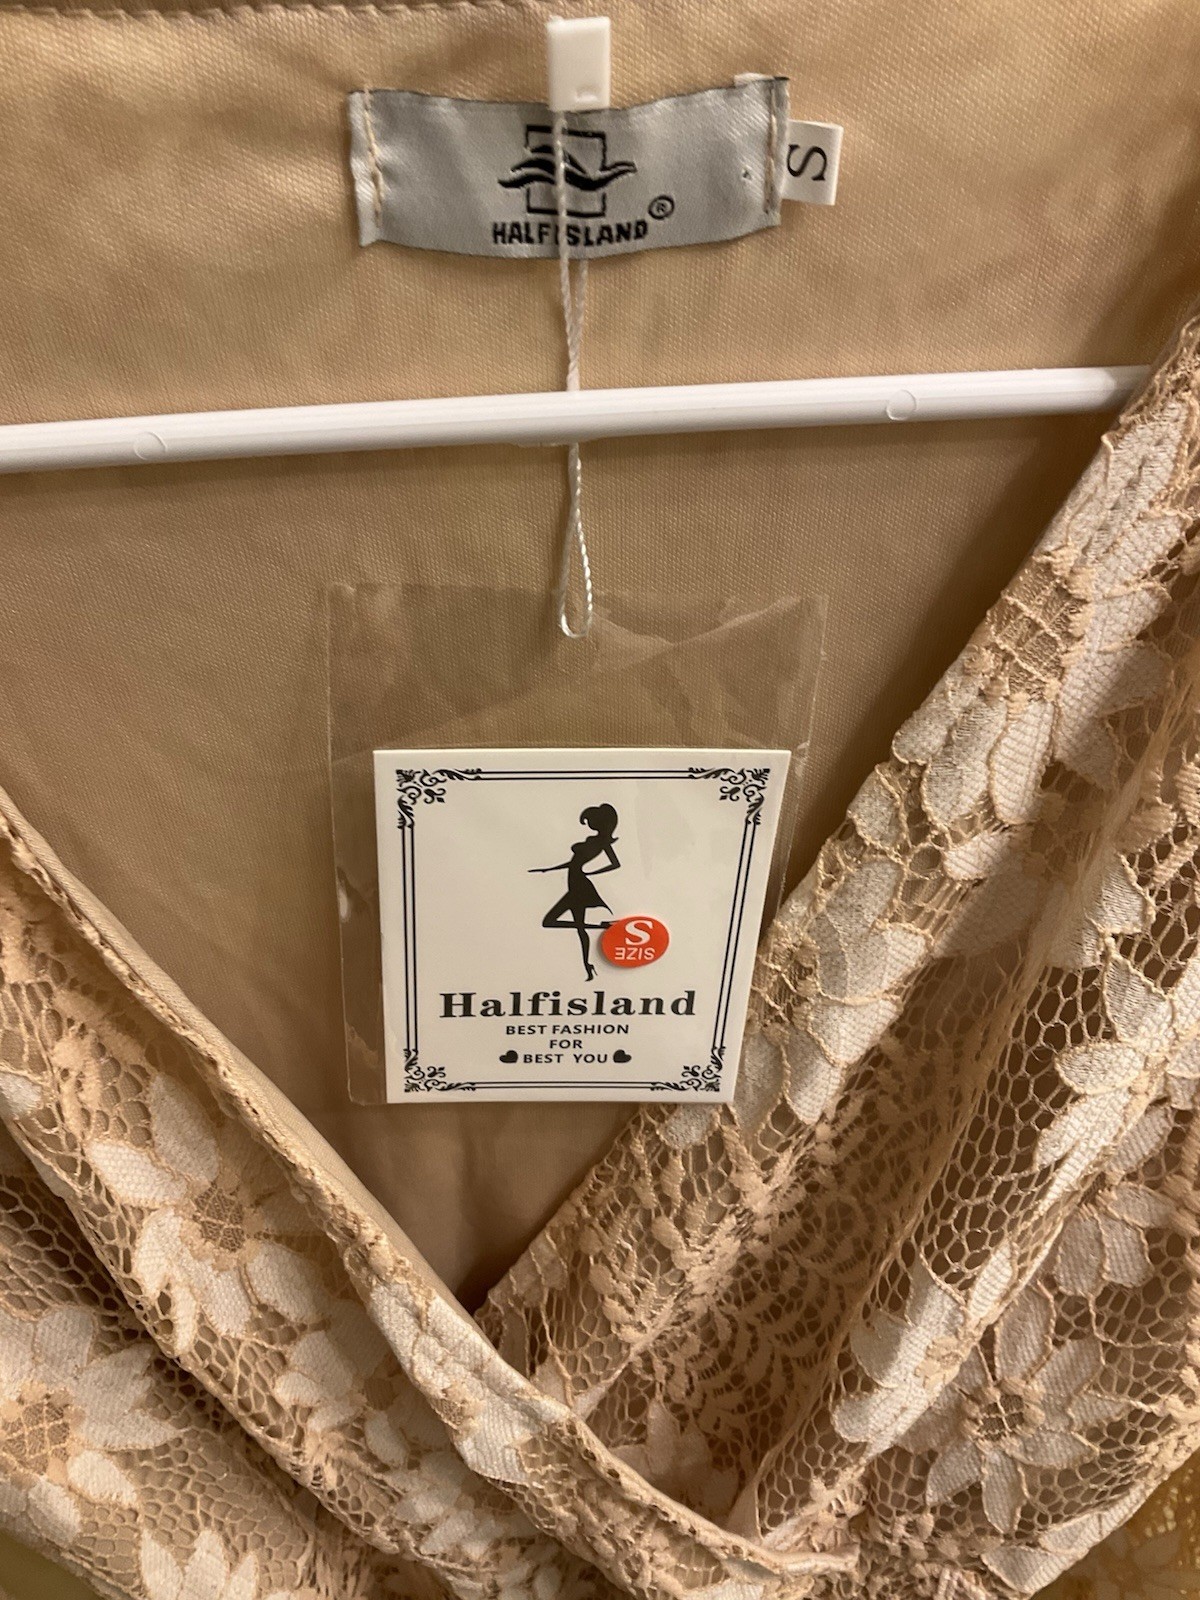 HALFISLAND®
S
S
SIZE
Halfisland
BEST FASHION
FOR
BEST YOU